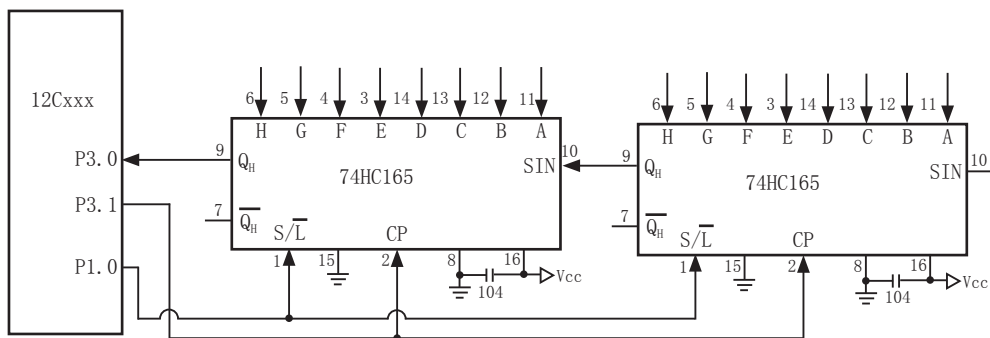 12Cxxx
P3.0
P3.1
P1.0
6 5 4 3 14 13 12 11
H G F E D C B A
9 QH
SIN 10
74HC165
7 Q̅H̅
S/L̅
CP
1 15 2 8 16
104
Vcc
6 5 4 3 14 13 12 11
H G F E D C B A
9 QH
SIN 10
74HC165
7 Q̅H̅
S/L̅
CP
1 15 2 8 16
104
Vcc